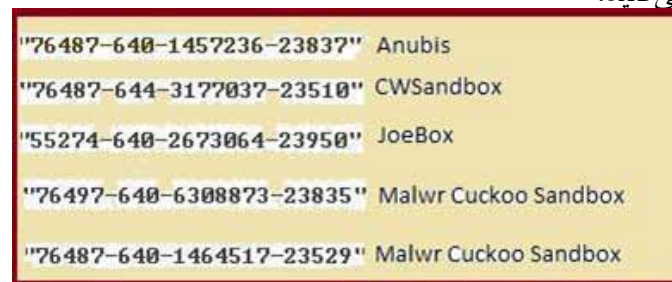 "76487-640-1457236-23837" Anubis
"76487-644-3177037-23510" CWSandbox
"55274-640-2673064-23950" JoeBox
"76497-640-6308873-23835" Malwr Cuckoo Sandbox
"76487-640-1464517-23529" Malwr Cuckoo Sandbox